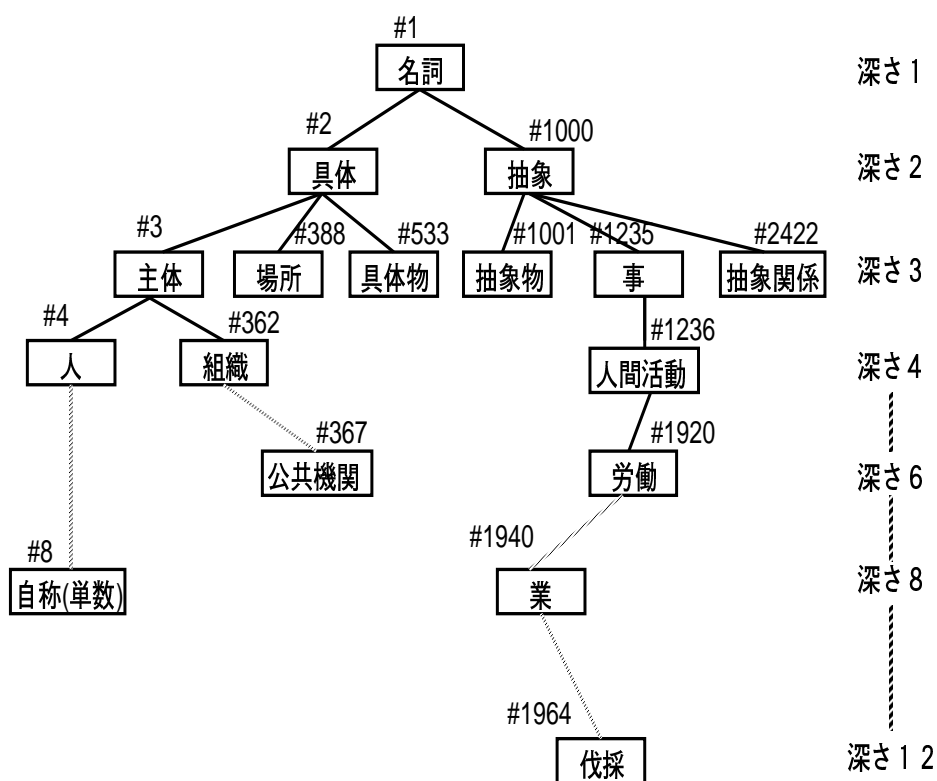 #1
名詞
深さ１
#2
#1000
具体
抽象
深さ２
#3
#388
#533
#1001
#1235
#2422
主体
場所
具体物
抽象物
事
抽象関係
深さ３
#4
#362
#1236
人
組織
人間活動
深さ４
#367
#1920
公共機関
労働
深さ６
#8
#1940
自称(単数)
業
深さ８
#1964
伐採
深さ１２